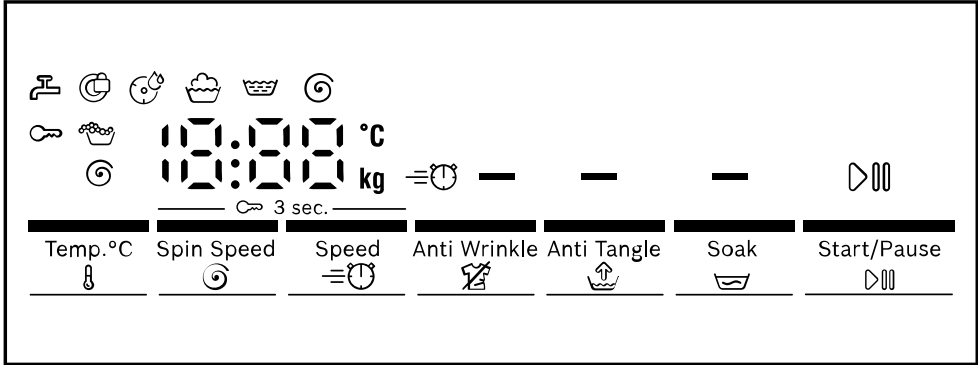 18:88 °C
kg
3 sec.
Temp.°C Spin Speed Speed Anti Wrinkle Anti Tangle Soak Start/Pause